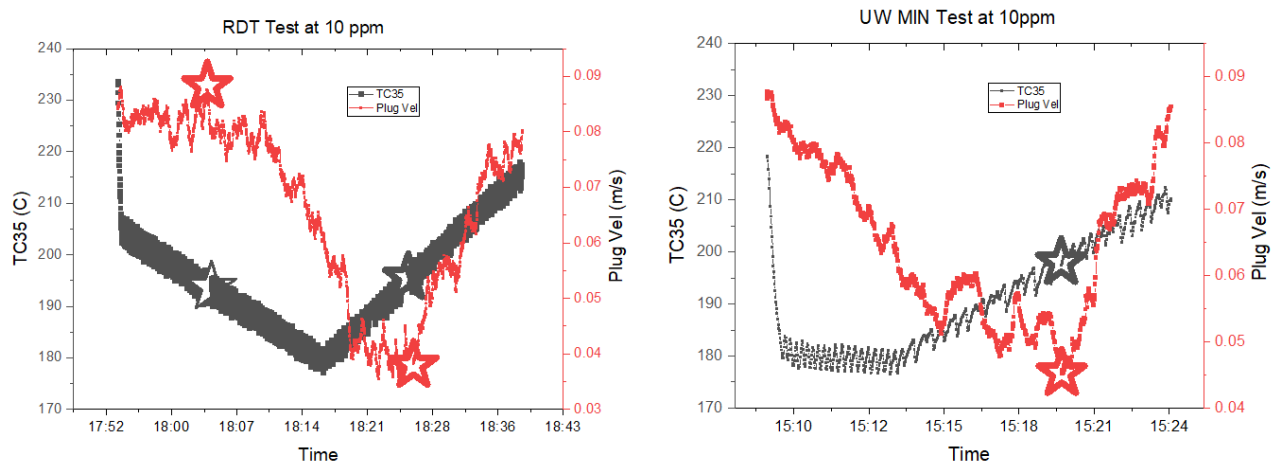 RDT Test at 10 ppm
240
230
220
210
200
190
180
170
TC35 (C)
TC35
Plug Vel
0.09
0.08
0.07
0.06
0.05
0.04
0.03
Plug Vel (m/s)
17:52 18:00 18:07 18:14 18:21 18:28 18:36 18:43
Time
UW MIN Test at 10ppm
240
230
220
210
200
190
180
170
TC35 (C)
TC35
Plug Vel
0.09
0.08
0.07
0.06
0.05
0.04
Plug Vel (m/s)
15:10 15:12 15:15 15:18 15:21 15:24
Time